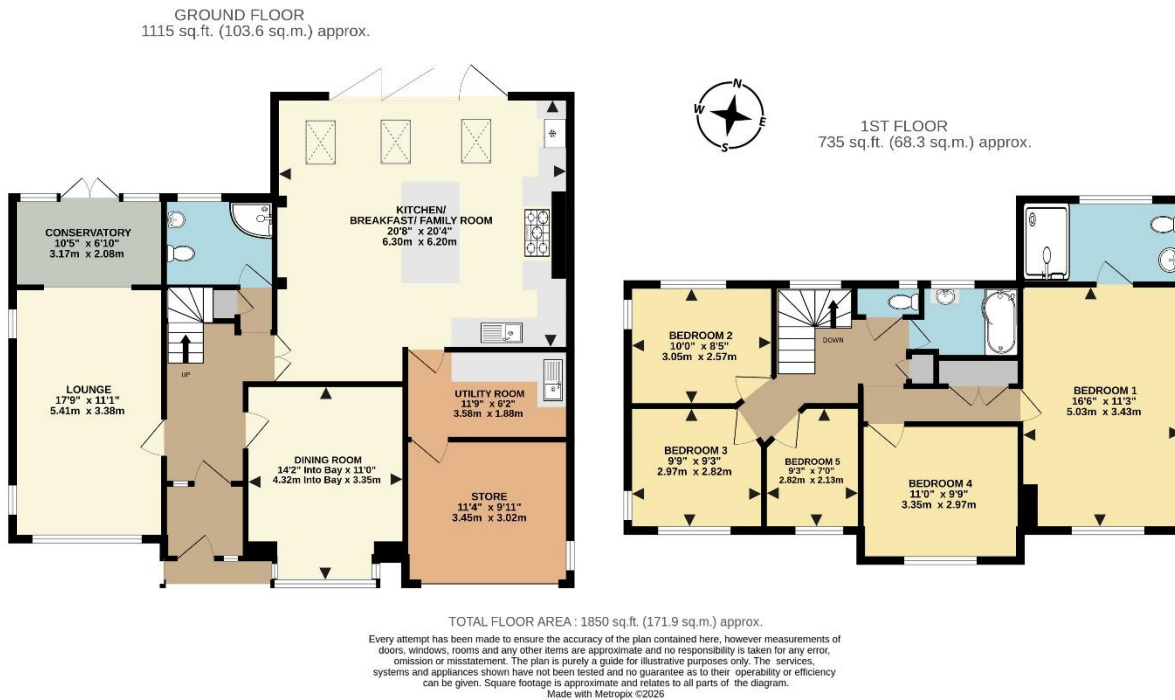 GROUND FLOOR
1115 sq.ft. (103.6 sq.m.) approx.
KITCHEN/
BREAKFAST/ FAMILY ROOM
20'8" x 20'4"
6.30m x 6.20m
CONSERVATORY
10'5" x 6'10"
3.17m x 2.08m
LOUNGE
17'9" x 11'1"
5.41m x 3.38m
UP
UTILITY ROOM
11'9" x 6'2"
3.58m x 1.88m
DINING ROOM
14'2" Into Bay x 11'0"
4.32m Into Bay x 3.35m
STORE
11'4" x 9'11"
3.45m x 3.02m
N
W
E
S
1ST FLOOR
735 sq.ft. (68.3 sq.m.) approx.
BEDROOM 2
10'0" x 8'5"
3.05m x 2.57m
DOWN
BEDROOM 1
16'6" x 11'3"
5.03m x 3.43m
BEDROOM 3
9'9" x 9'3"
2.97m x 2.82m
BEDROOM 5
9'3" x 7'0"
2.82m x 2.13m
BEDROOM 4
11'0" x 9'9"
3.35m x 2.97m
TOTAL FLOOR AREA : 1850 sq.ft. (171.9 sq.m.) approx.
Every attempt has been made to ensure the accuracy of the plan contained here, however measurements of
doors, windows, rooms and any other items are approximate and no responsibility is taken for any error,
omission or misstatement. The plan is purely a guide for illustrative purposes only. The services,
systems and appliances shown have not been tested and no guarantee as to their operability or efficiency
can be given. Square footage is approximate and relates to all parts of the diagram.
Made with Metropix ©2026